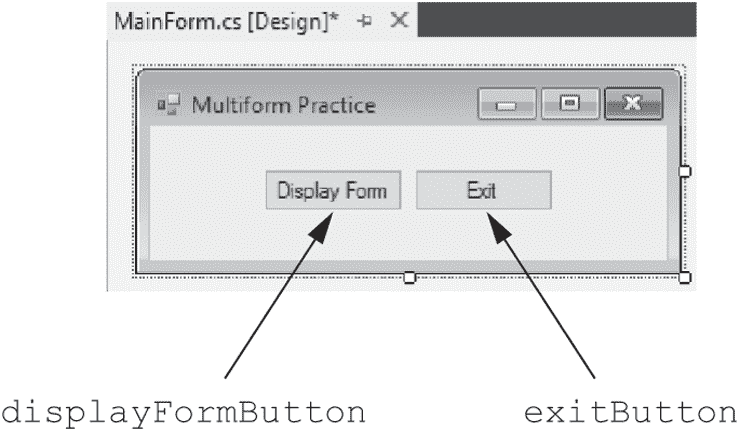 MainForm.cs [Design]*
Multiform Practice
Display Form Exit
displayFormButton exitButton